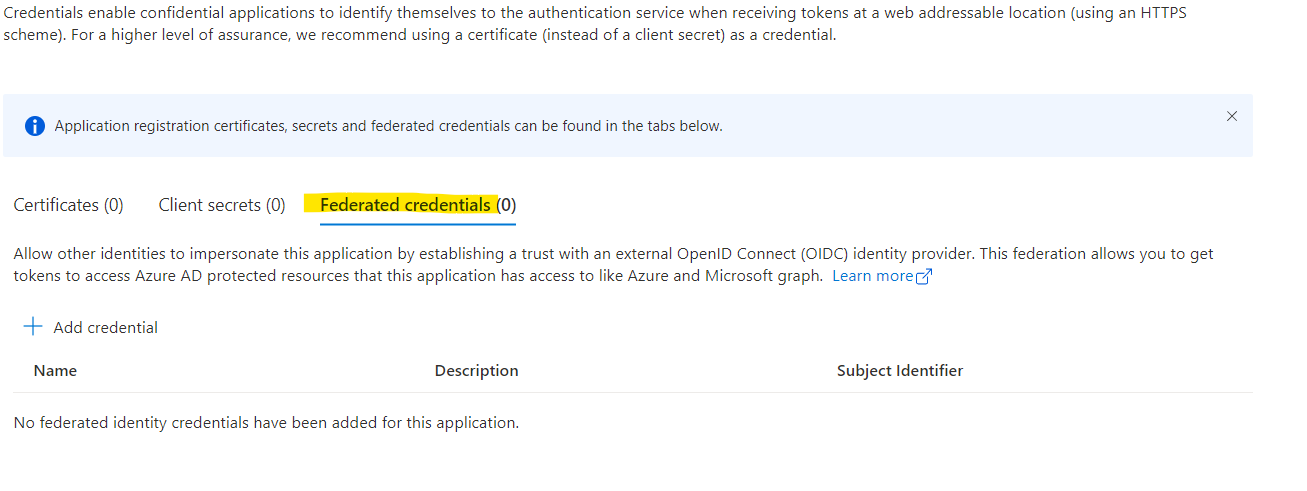 Credentials enable confidential applications to identify themselves to the authentication service when receiving tokens at a web addressable location (using an HTTPS
scheme). For a higher level of assurance, we recommend using a certificate (instead of a client secret) as a credential.
Application registration certificates, secrets and federated credentials can be found in the tabs below.
Certificates (0) Client secrets (0) Federated credentials (0)
Allow other identities to impersonate this application by establishing a trust with an external OpenID Connect (OIDC) identity provider. This federation allows you to get
tokens to access Azure AD protected resources that this application has access to like Azure and Microsoft graph. Learn more
Add credential
Name Description Subject Identifier
No federated identity credentials have been added for this application.